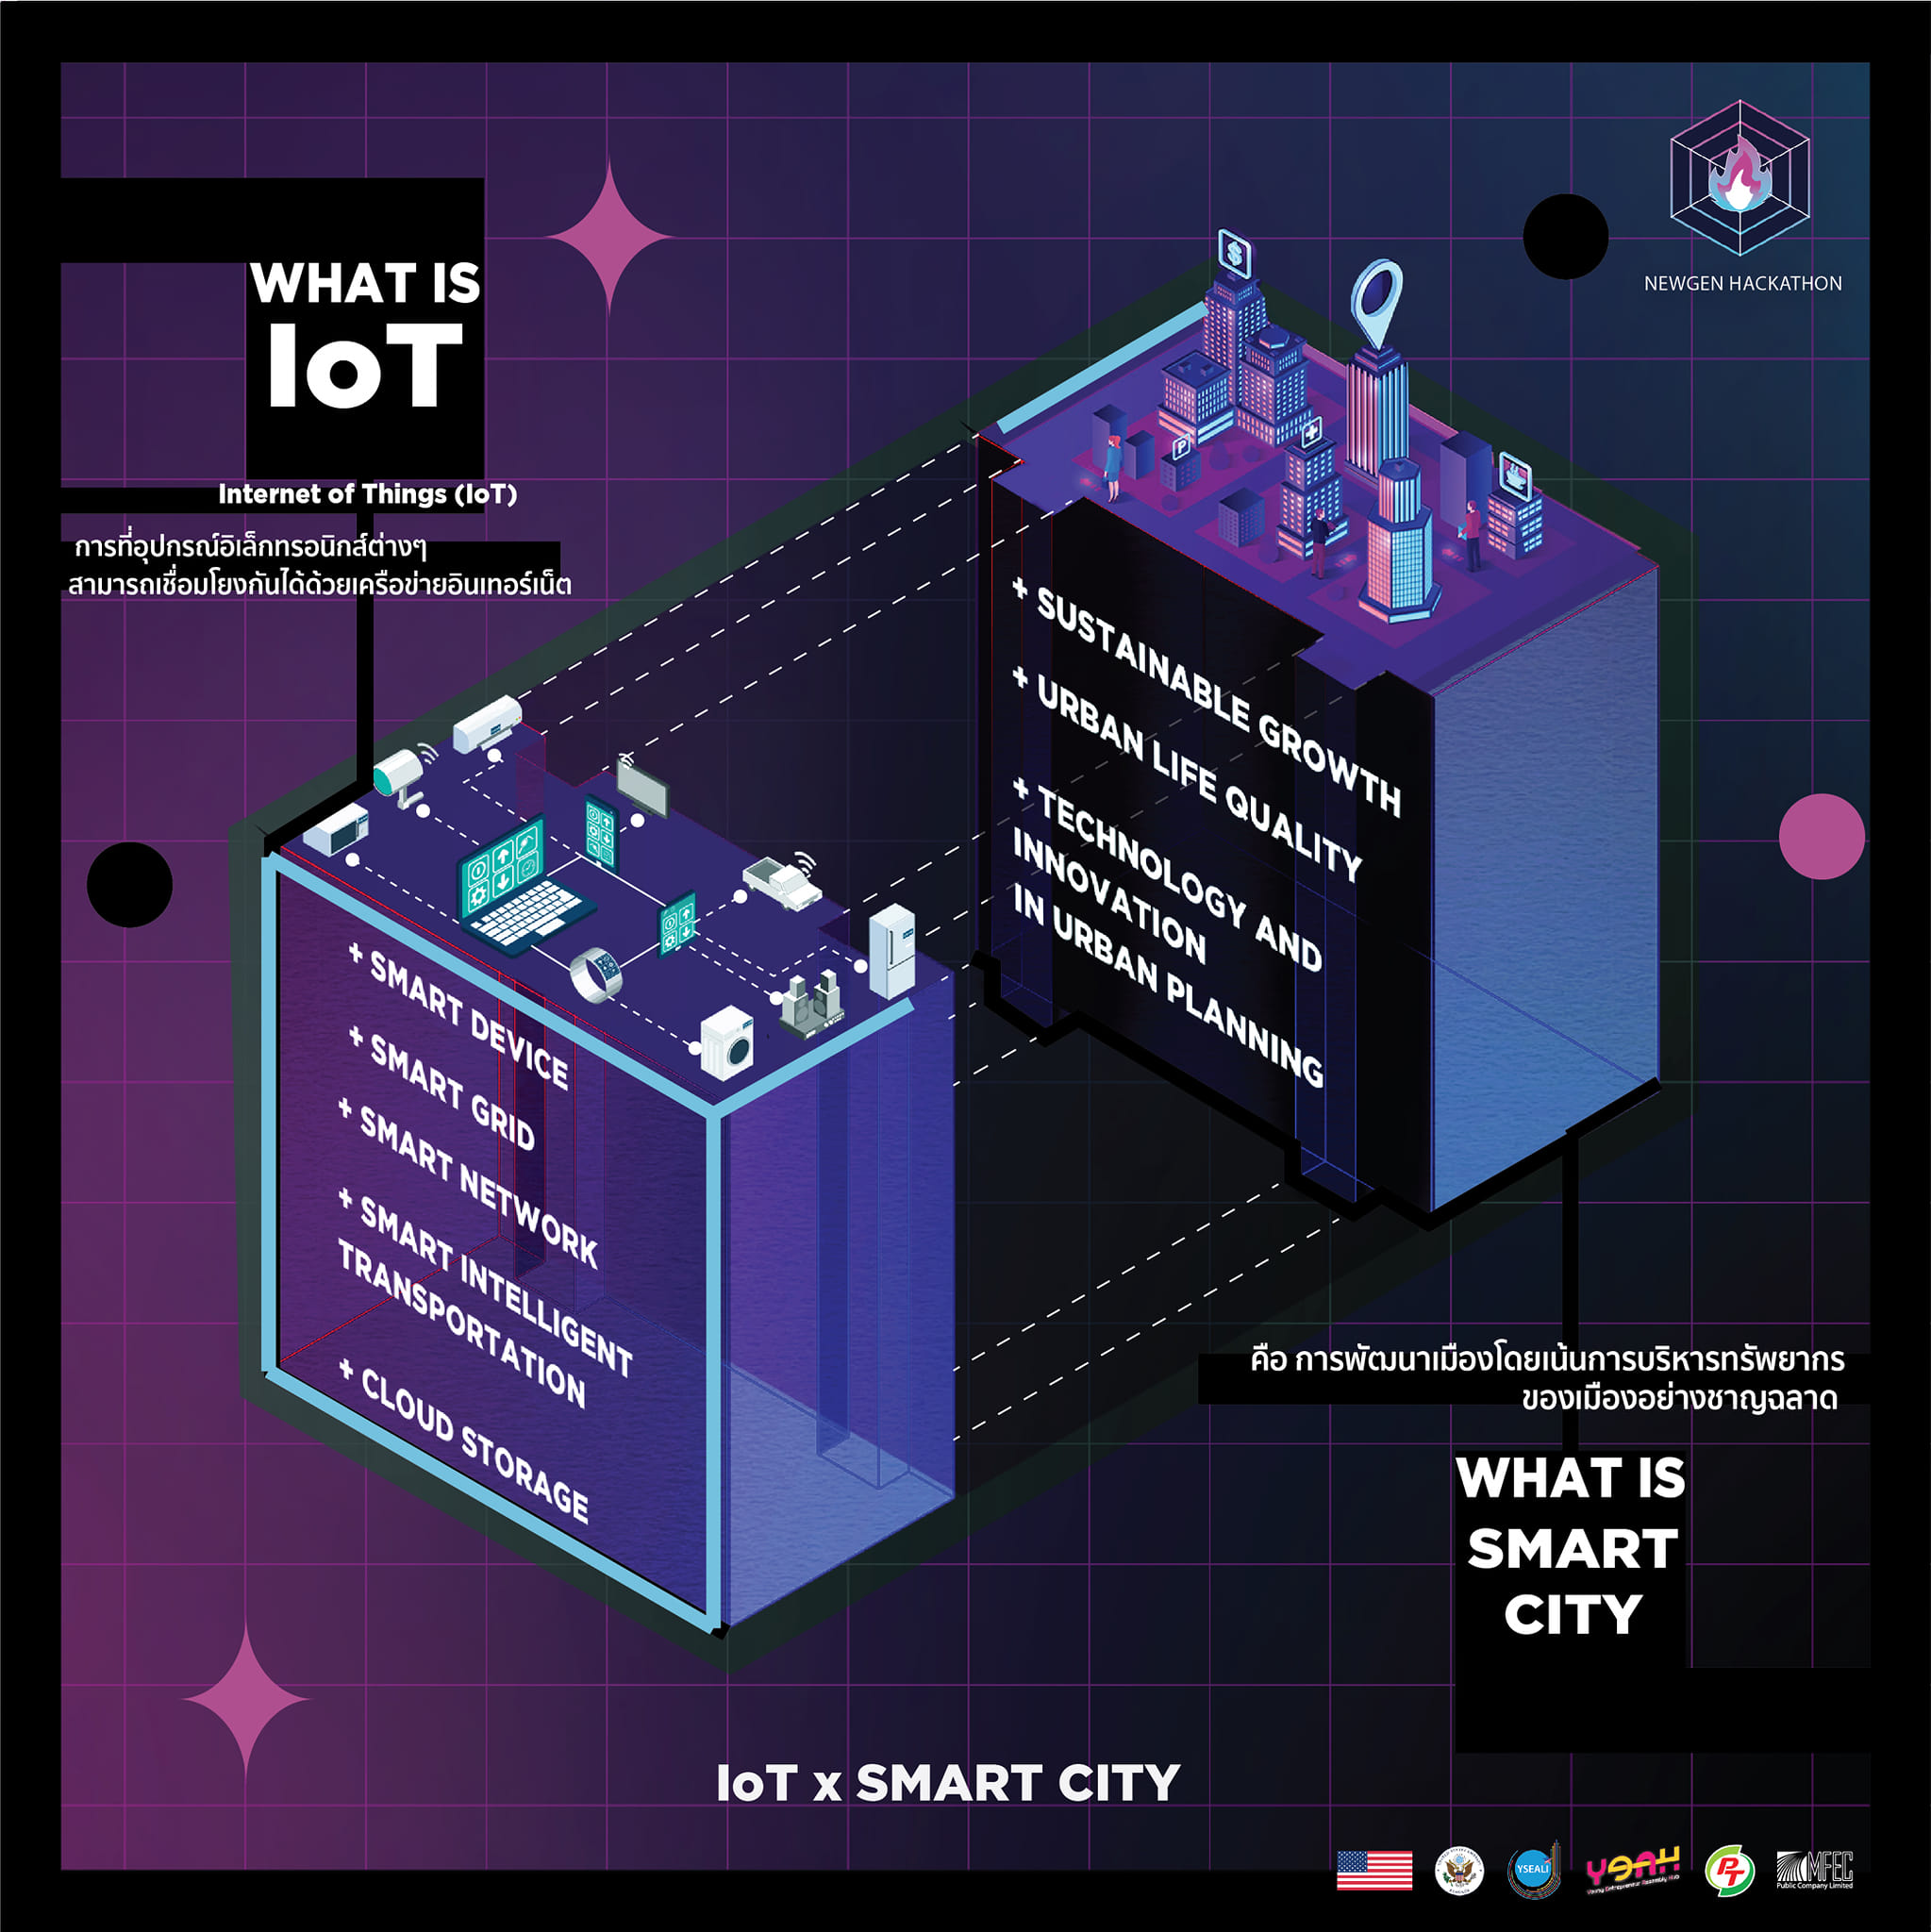 NEWGEN HACKATHON
WHAT IS
IoT
Internet of Things (IoT)
การที่อุปกรณ์อิเล็กทรอนิกส์ต่างๆ
สามารถเชื่อมโยงกันได้ด้วยเครือข่ายอินเทอร์เน็ต
+ SMART DEVICE
+ SMART GRID
+ SMART NETWORK
+ SMART INTELLIGENT
TRANSPORTATION
+ CLOUD STORAGE
$
P
+ SUSTAINABLE GROWTH
+ URBAN LIFE QUALITY
+ TECHNOLOGY AND
INNOVATION
IN URBAN PLANNING
คือ การพัฒนาเมืองโดยเน้นการบริหารทรัพยากร
ของเมืองอย่างชาญฉลาด
WHAT IS
SMART
CITY
IoT x SMART CITY
YSEALI
PT
MFEC
Public Company Limited